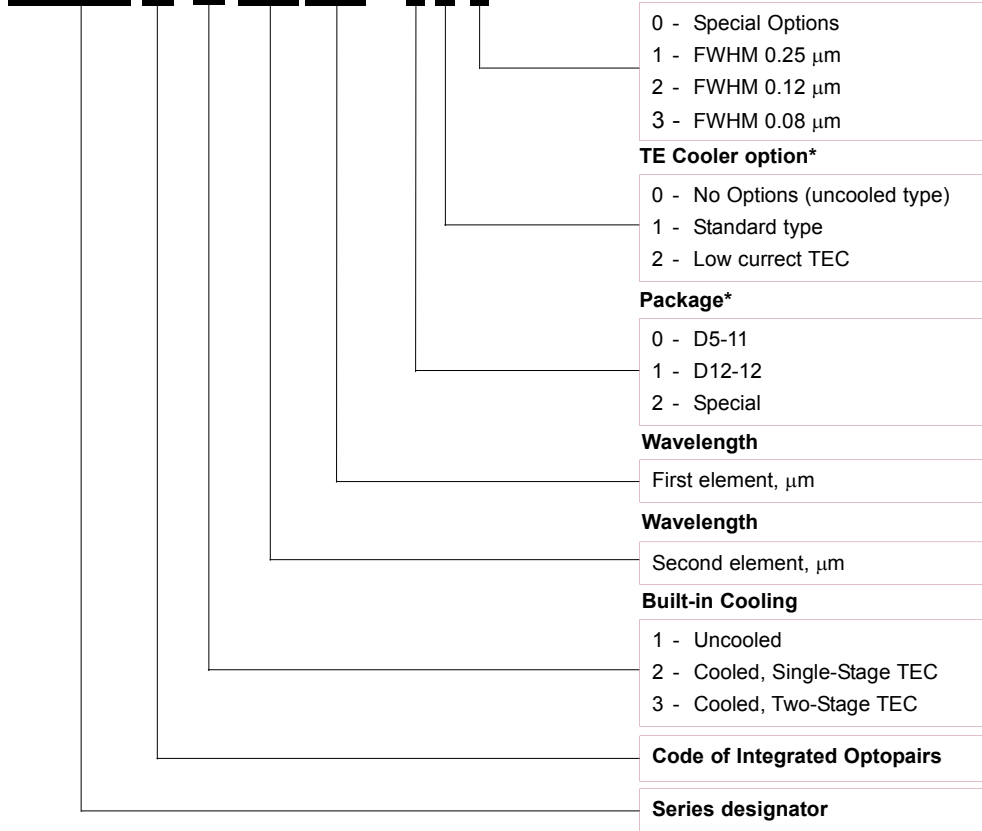 0 - Special Options
1 - FWHM 0.25 μm
2 - FWHM 0.12 μm
3 - FWHM 0.08 μm
TE Cooler option*
0 - No Options (uncooled type)
1 - Standard type
2 - Low currect TEC
Package*
0 - D5-11
1 - D12-12
2 - Special
Wavelength
First element, μm
Wavelength
Second element, μm
Built-in Cooling
1 - Uncooled
2 - Cooled, Single-Stage TEC
3 - Cooled, Two-Stage TEC
Code of Integrated Optopairs
Series designator